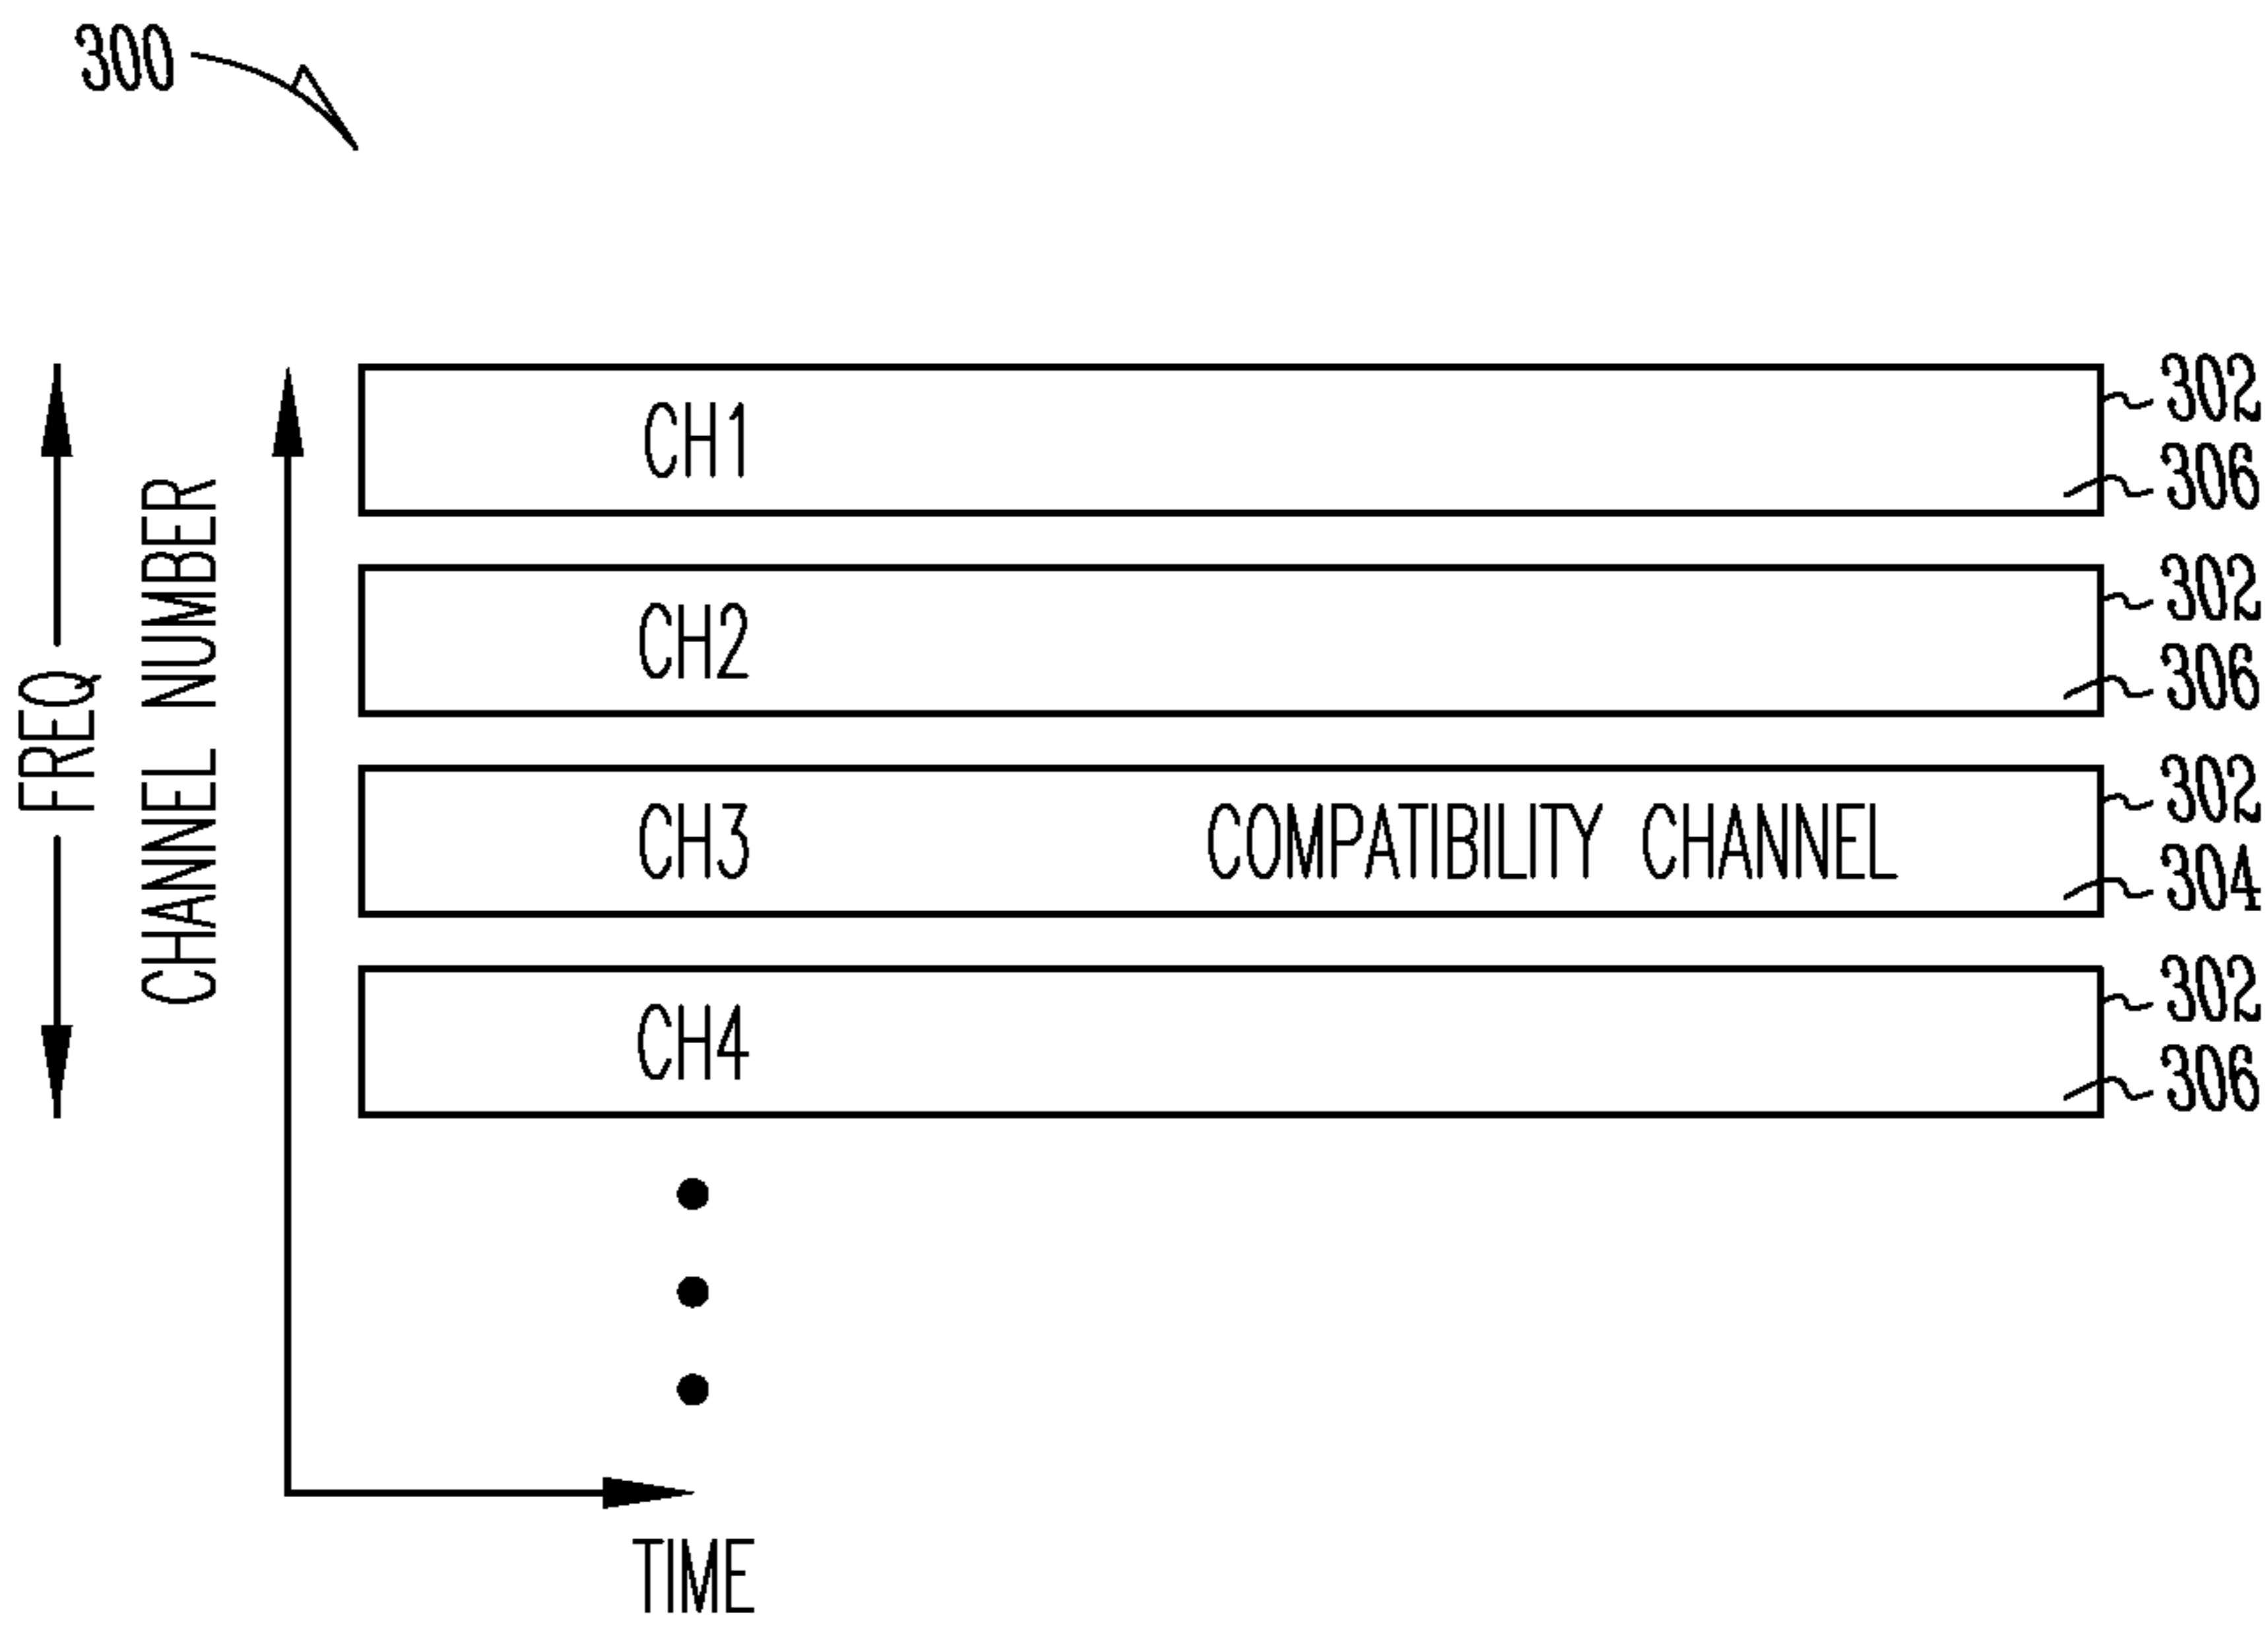 300
FREQ
CHANNEL NUMBER
CH1
302
306
CH2
302
306
CH3 COMPATIBILITY CHANNEL
302
304
CH4
302
306
TIME